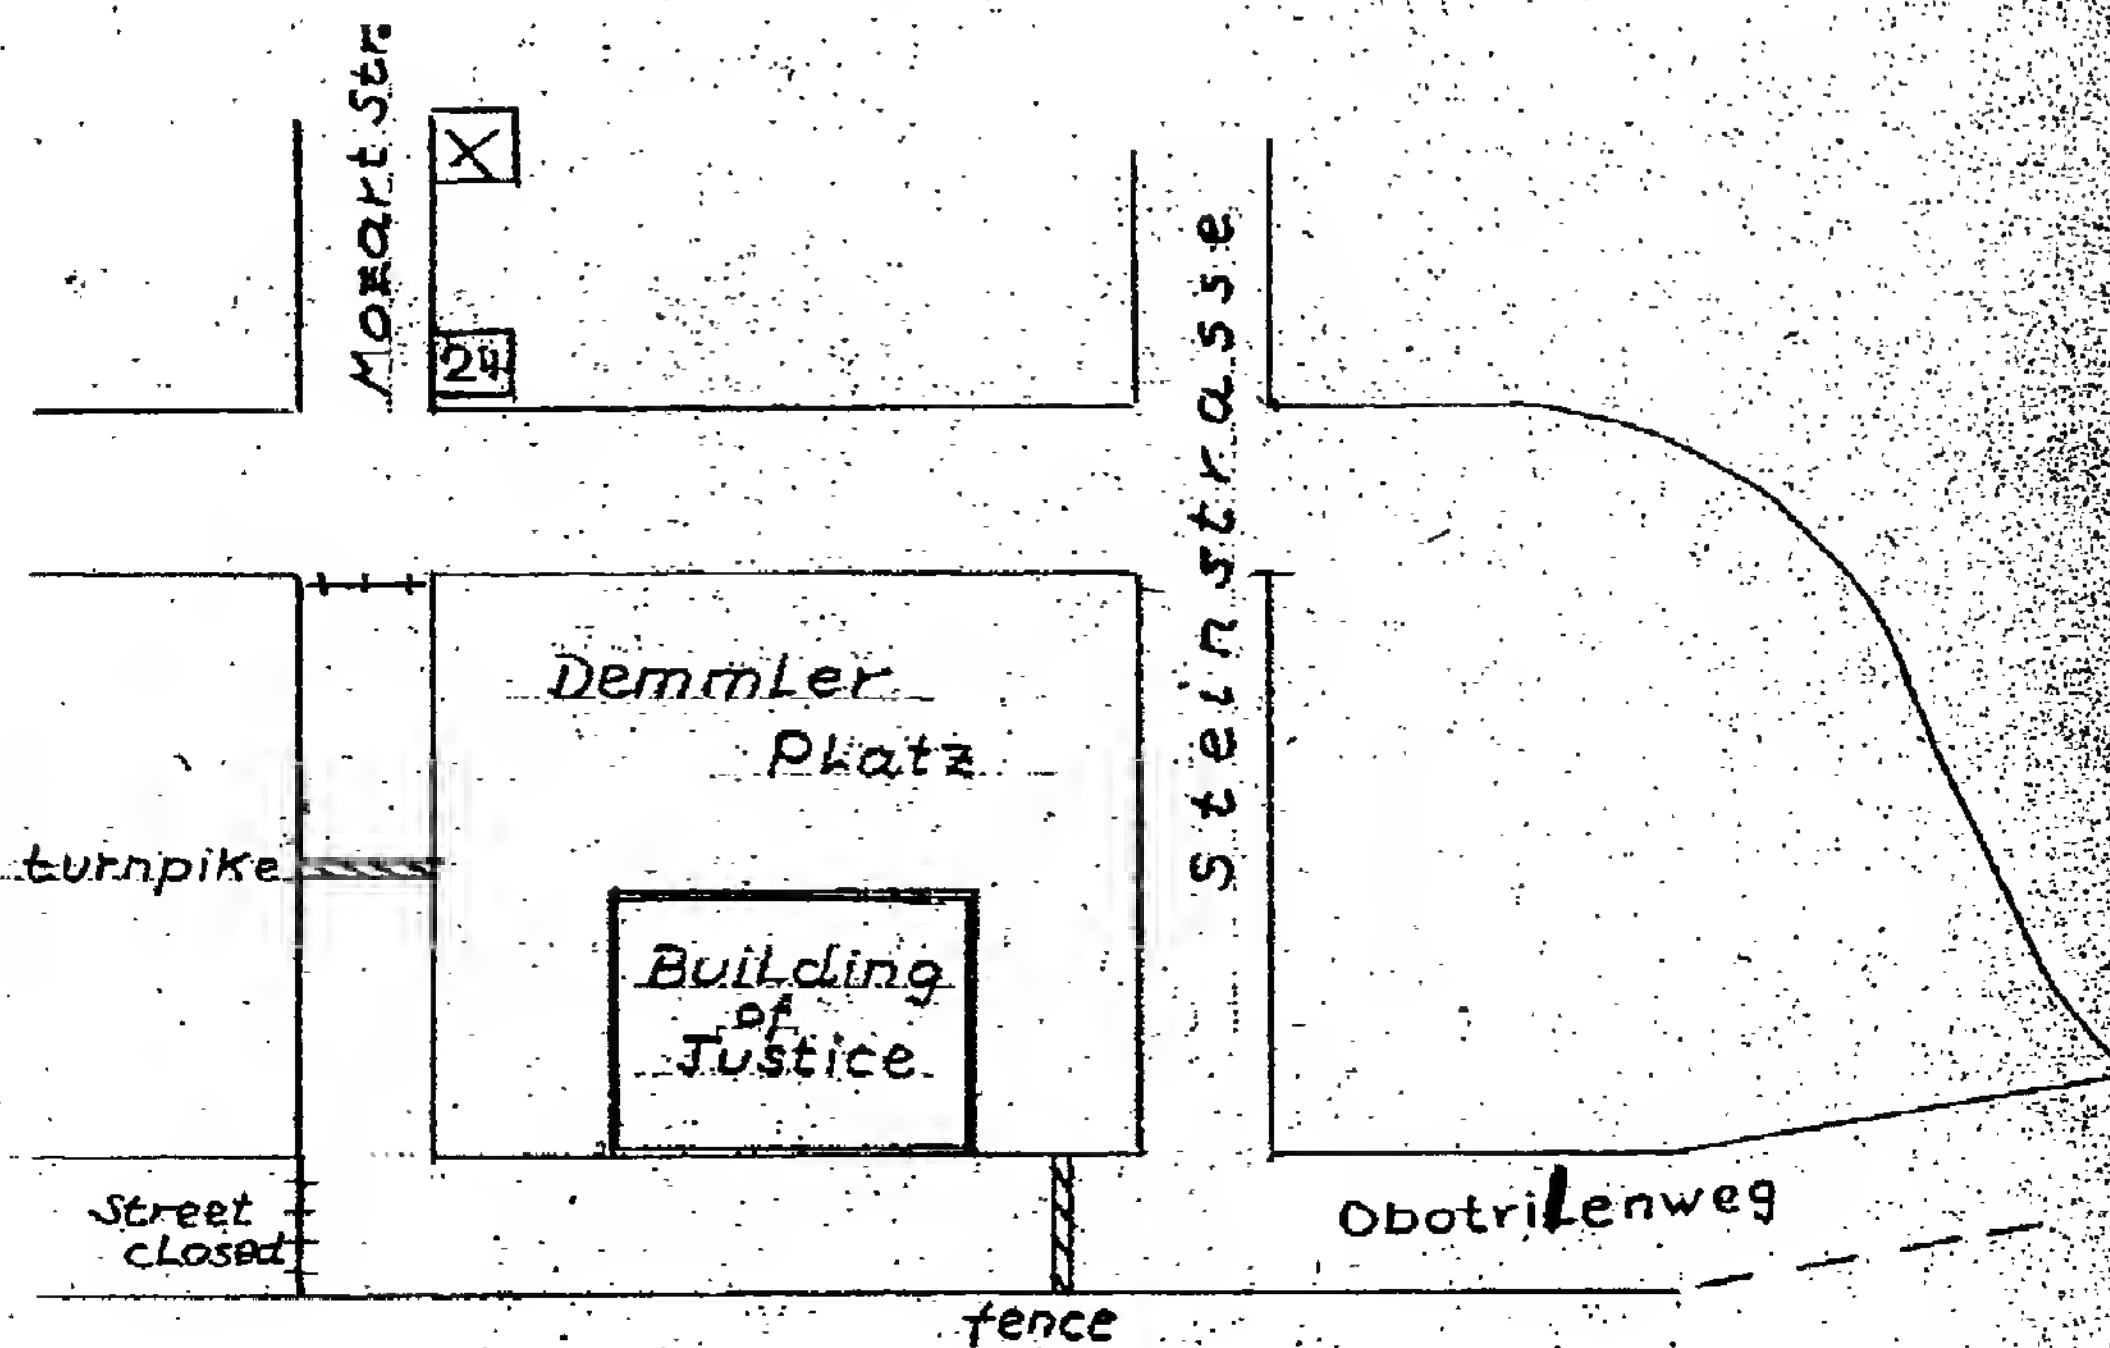 Mozart Str.
X
24
Steinstrasse
Demmler
Platz
turnpike
Building
of
Justice
Street
closed
Obotritenweg
fence